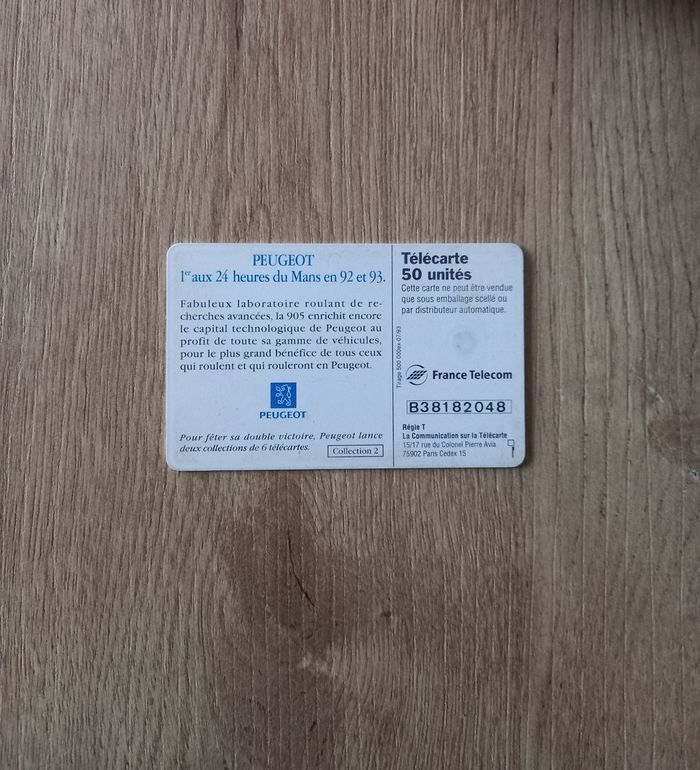 PEUGEOT
1er aux 24 heures du Mans en 92 et 93.
Fabuleux laboratoire roulant de re-
cherches avancées, la 905 enrichit encore
le capital technologique de Peugeot au
profit de toute sa gamme de véhicules,
pour le plus grand bénéfice de tous ceux
qui roulent et qui rouleront en Peugeot.
PEUGEOT
Pour fêter sa double victoire, Peugeot lance
deux collections de 6 télécartes.
Collection 2
Télécarte
50 unités
Cette carte ne peut être vendue
que sous emballage scellé ou
par distributeur automatique.
Tirage 500 000ex 07/93
France Telecom
B38182048
Régie T
La Communication sur la Télécarte
15/17 rue du Colonel Pierre Avia
75902 Paris Cedex 15